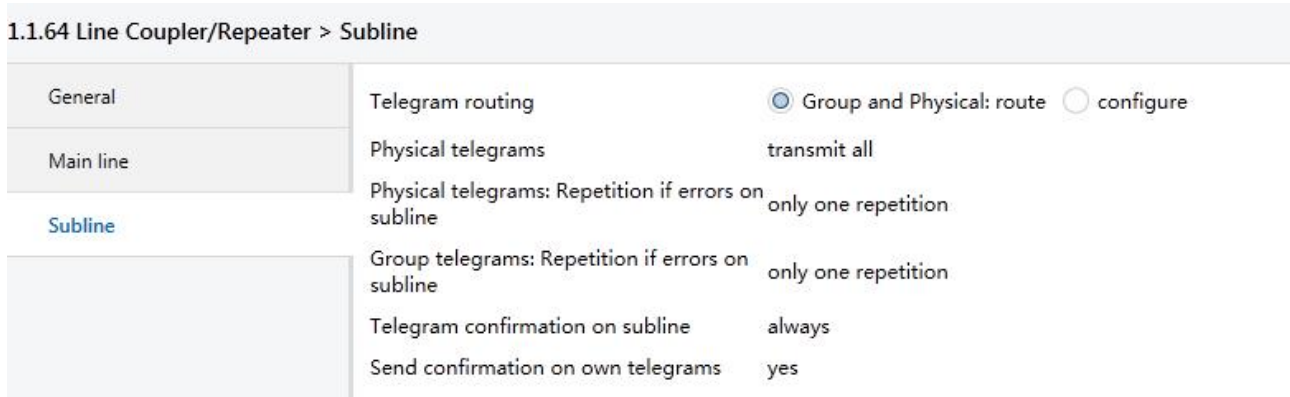 1.1.64 Line Coupler/Repeater > Subline
General
Main line
Subline
Telegram routing Group and Physical: route configure
Physical telegrams transmit all
Physical telegrams: Repetition if errors on
subline only one repetition
Group telegrams: Repetition if errors on
subline only one repetition
Telegram confirmation on subline always
Send confirmation on own telegrams yes